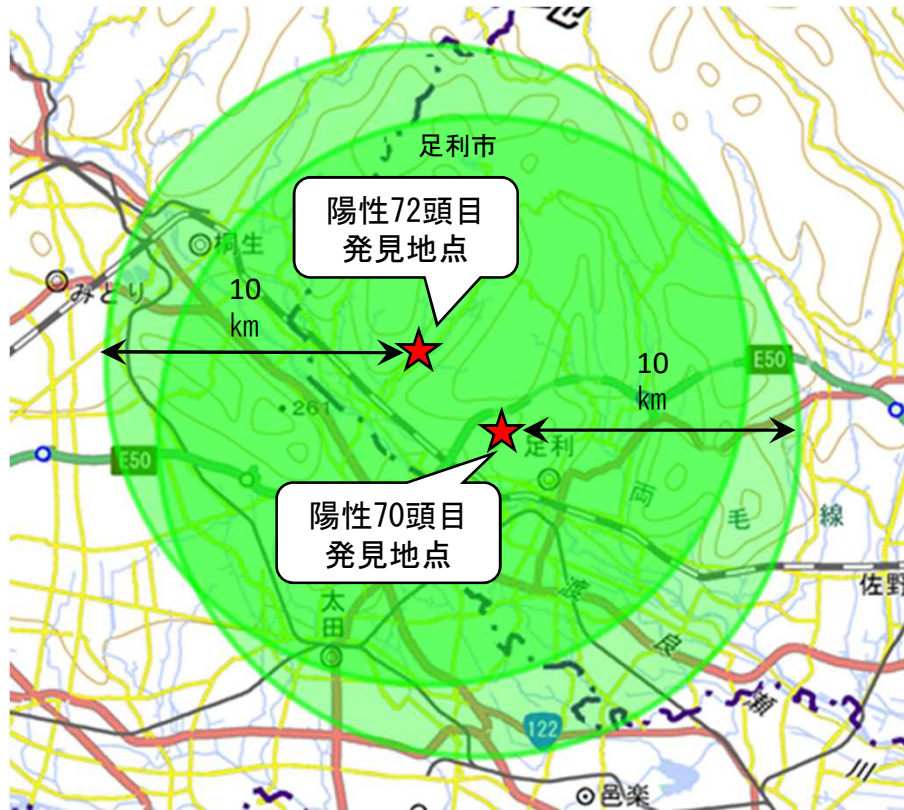 足利市
陽性72頭目
発見地点
桐生
みどり
10
km
10
km
E50
・261
足利
E50
陽性70頭目
発見地点
両毛線
佐野
太田
渡良瀬川
122
邑楽